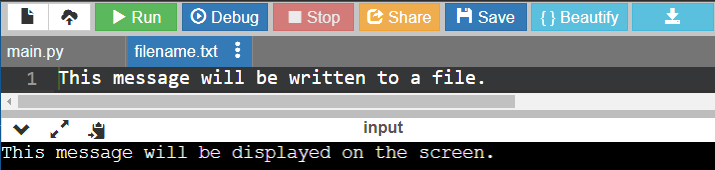 Run Debug Stop Share Save { } Beautify
main.py filename.txt
1 This message will be written to a file.
input
This message will be displayed on the screen.